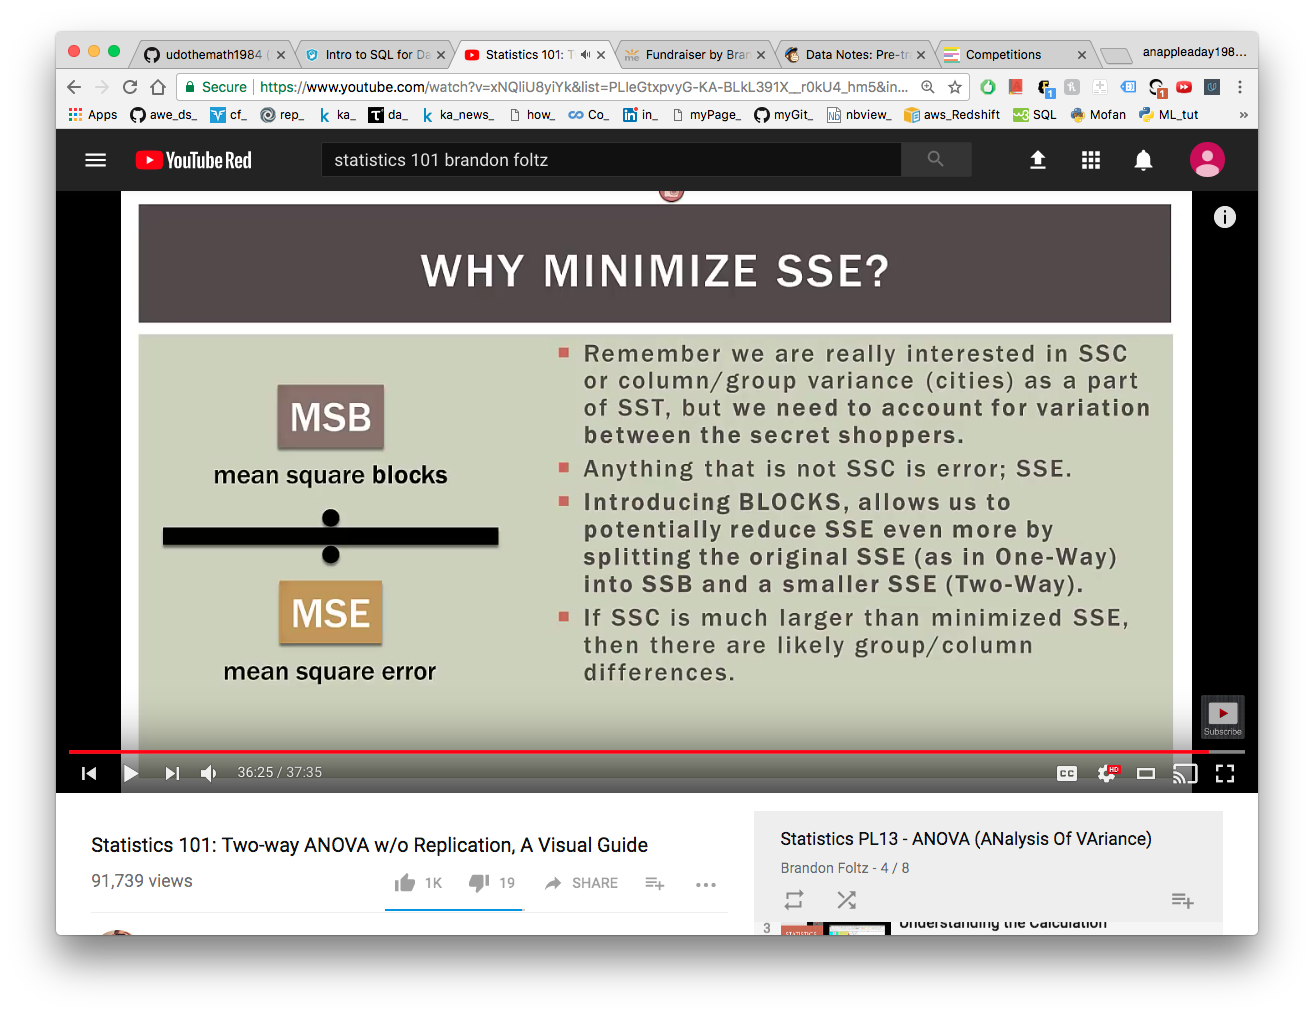 udothemath1984 (
Intro to SQL for Da
Statistics 101: T
Fundraiser by Bran
Data Notes: Pre-tr
Competitions
anappleaday198...
Secure
https://www.youtube.com/watch?v=xNQliU8yiYk&list=PLIeGtxpvyG-KA-BLkL391X__r0kU4_hm5&in...
Apps
awe_ds_
cf_
rep_
ka_
da_
ka_news_
how_
Co_
in_
myPage_
myGit_
nbview_
aws_Redshift
SQL
Mofan
ML_tut
»
YouTube Red
statistics 101 brandon foltz
WHY MINIMIZE SSE?
MSB
mean square blocks
MSE
mean square error
Remember we are really interested in SSC
or column/group variance (cities) as a part
of SST, but we need to account for variation
between the secret shoppers.
Anything that is not SSC is error; SSE.
Introducing BLOCKS, allows us to
potentially reduce SSE even more by
splitting the original SSE (as in One-Way)
into SSB and a smaller SSE (Two-Way).
If SSC is much larger than minimized SSE,
then there are likely group/column
differences.
Subscribe
36:25 / 37:35
CC
HD
Statistics 101: Two-way ANOVA w/o Replication, A Visual Guide
91,739 views
1K
19
SHARE
Statistics PL13 - ANOVA (ANalysis Of VAriance)
Brandon Foltz - 4 / 8
3
Understanding the Calculation